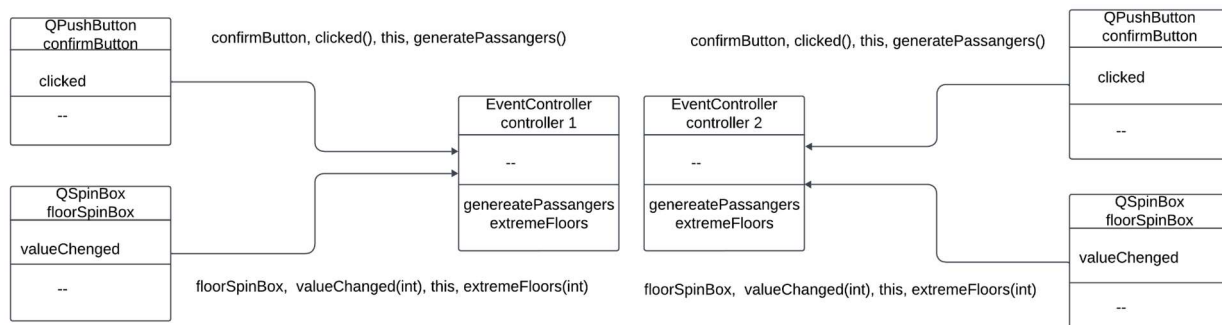 QPushButton
confirmButton
clicked
--
confirmButton, clicked(), this, generatePassangers()
QSpinBox
floorSpinBox
valueChenged
--
floorSpinBox,  valueChanged(int), this, extremeFloors(int)
EventController
controller 1
--
genereatePassangers
extremeFloors
EventController
controller 2
--
genereatePassangers
extremeFloors
confirmButton, clicked(), this, generatePassangers()
QPushButton
confirmButton
clicked
--
floorSpinBox,  valueChanged(int), this, extremeFloors(int)
QSpinBox
floorSpinBox
valueChenged
--